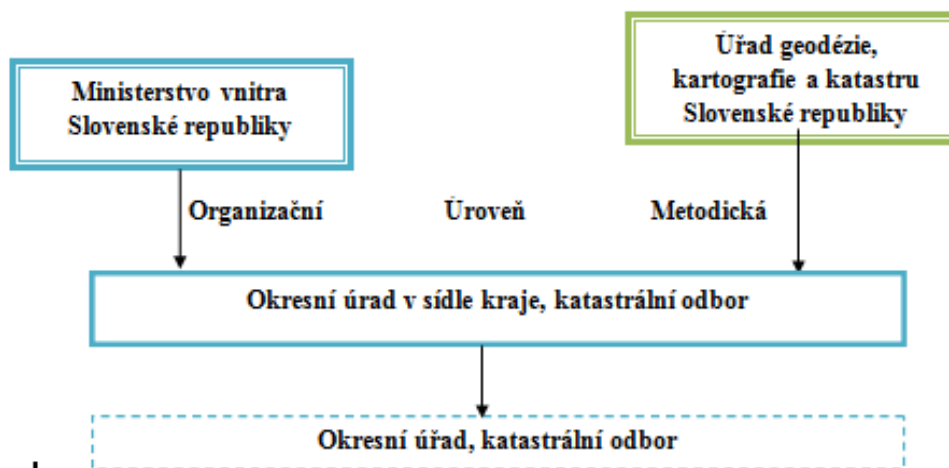 Ministerstvo vnitra
Slovenské republiky
Úřad geodézie,
kartografie a katastru
Slovenské republiky
Organizační
Úroveň
Metodická
Okresní úrad v sídle kraje, katastrální odbor
Okresní úřad, katastrální odbor